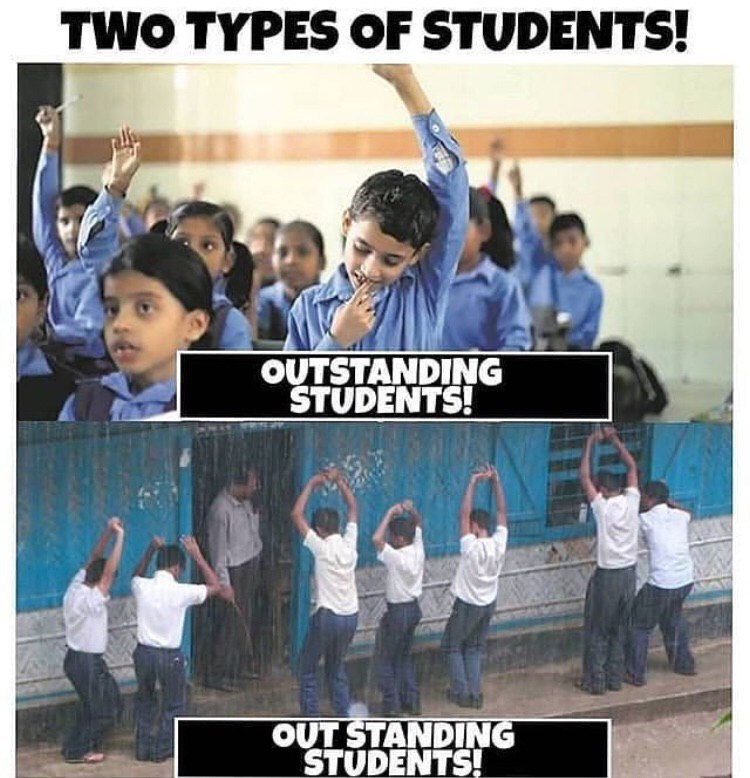 TWO TYPES OF STUDENTS!
OUTSTANDING
STUDENTS!
OUT STANDING
STUDENTS!